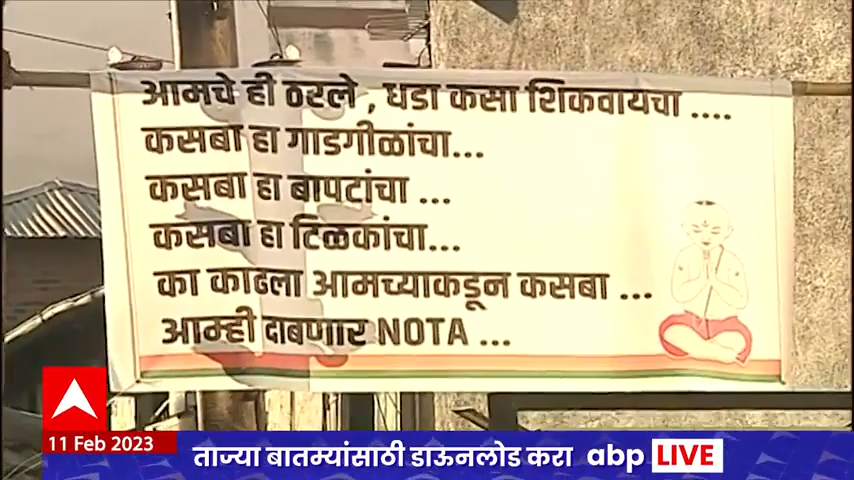 आमचे ही ठरले , धडा कसा शिकवायचा ....
कसबा हा गाडगीळांचा...
कसबा हा बापटांचा ...
कसबा हा टिळकांचा...
का काढला आमच्याकडून कसबा ...
आम्ही दाबणार NOTA ...
11 Feb 2023
ताज्या बातम्यांसाठी डाऊनलोड करा abp LIVE